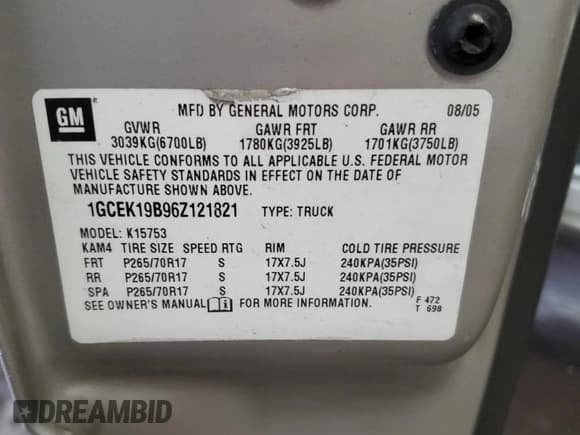 GM
MFD BY GENERAL MOTORS CORP. 08/05
GVWR GAWR FRT GAWR RR
3039KG(6700LB) 1780KG(3925LB) 1701KG(3750LB)
THIS VEHICLE CONFORMS TO ALL APPLICABLE U.S. FEDERAL MOTOR
VEHICLE SAFETY STANDARDS IN EFFECT ON THE DATE OF
MANUFACTURE SHOWN ABOVE.
1GCEK19B96Z121821 TYPE: TRUCK
MODEL: K15753
KAM4 TIRE SIZE SPEED RTG RIM COLD TIRE PRESSURE
FRT P265/70R17 S 17X7.5J 240KPA(35PSI)
RR P265/70R17 S 17X7.5J 240KPA(35PSI)
SPA P265/70R17 S 17X7.5J 240KPA(35PSI)
SEE OWNER'S MANUAL FOR MORE INFORMATION.
F 472
T 698
DREAMBID